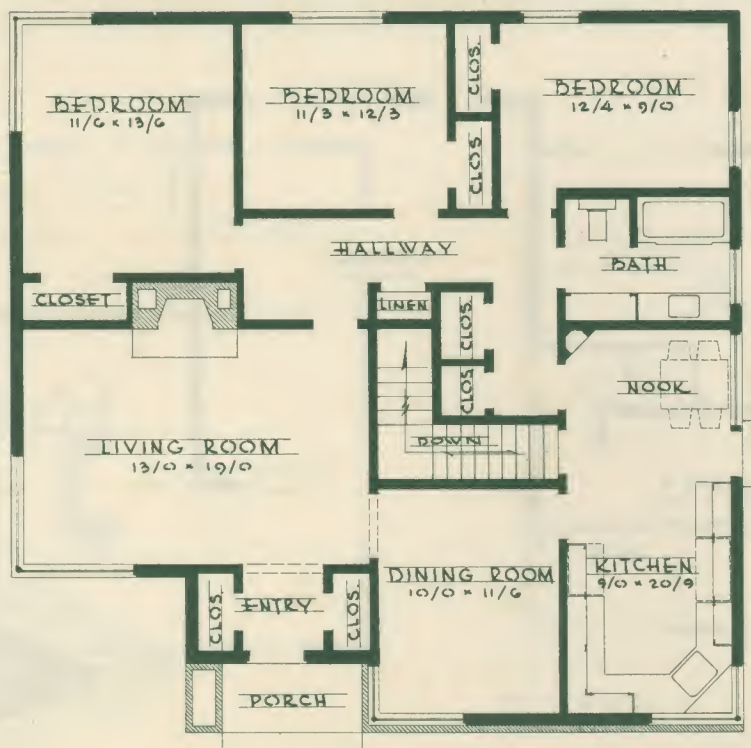 BEDROOM
11/6 x 13/6
BEDROOM
11/3 x 12/3
CLOS.
BEDROOM
12/4 x 9/0
CLOS.
HALLWAY
BATH
CLOSET
LINEN
CLOS.
CLOS.
NOOK
LIVING ROOM
13/0 x 19/0
DOWN
DINING ROOM
10/0 x 11/6
KITCHEN
9/0 x 20/9
CLOS.
ENTRY
CLOS.
PORCH